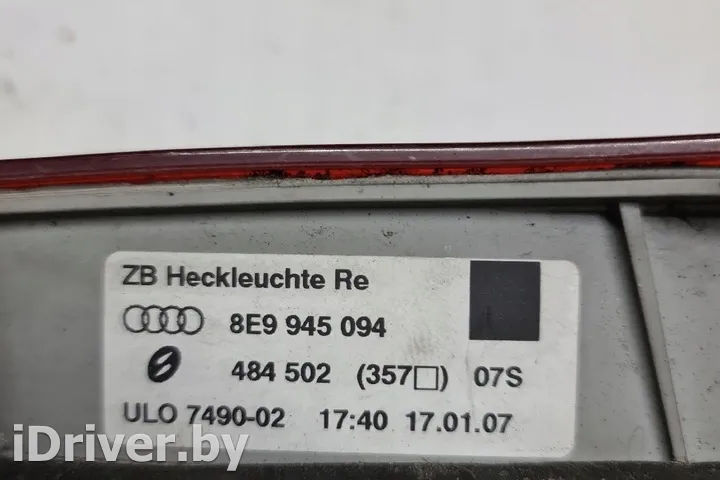 ZB Heckleuchte Re
8E9 945 094
484 502 (357□) 07S
ULO 7490-02 17:40 17.01.07
iDriver.by